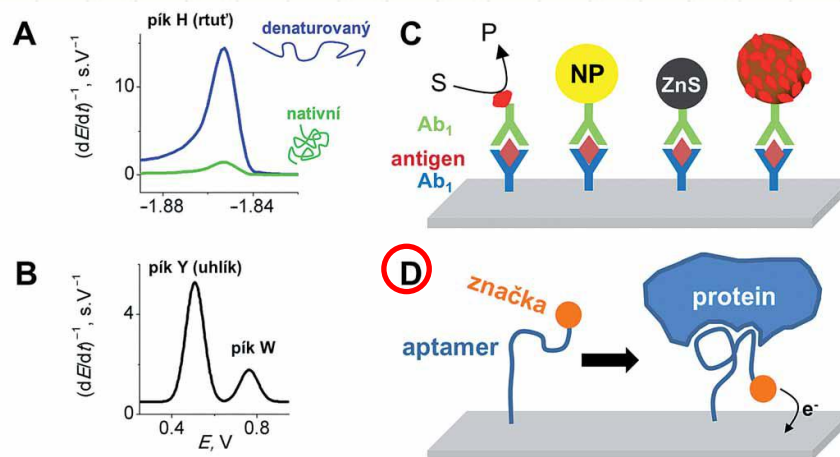 A
pík H (rtuť)
denaturovaný
nativní
(dE/dt)⁻¹, s.V⁻¹
10
0
−1.88
−1.84
B
pík Y (uhlík)
pík W
(dE/dt)⁻¹, s.V⁻¹
4
0
0.4
0.8
E, V
C
P
S
NP
ZnS
Ab₁
antigen
Ab₁
D
značka
aptamer
protein
e⁻